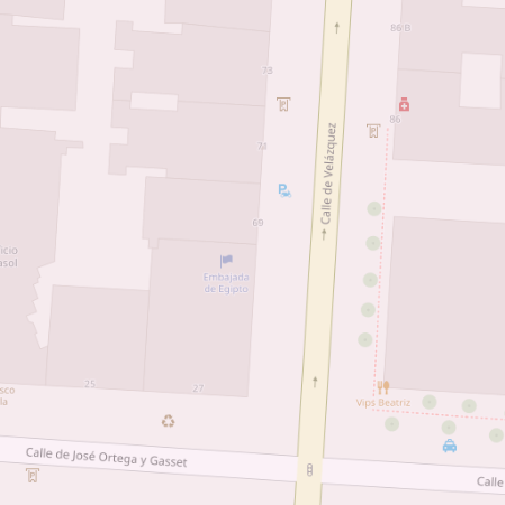 86'B
73
86
71
Calle de Velázquez
69
Embajada
de Egipto
25
27
Vips Beatriz
Calle de José Ortega y Gasset
Calle